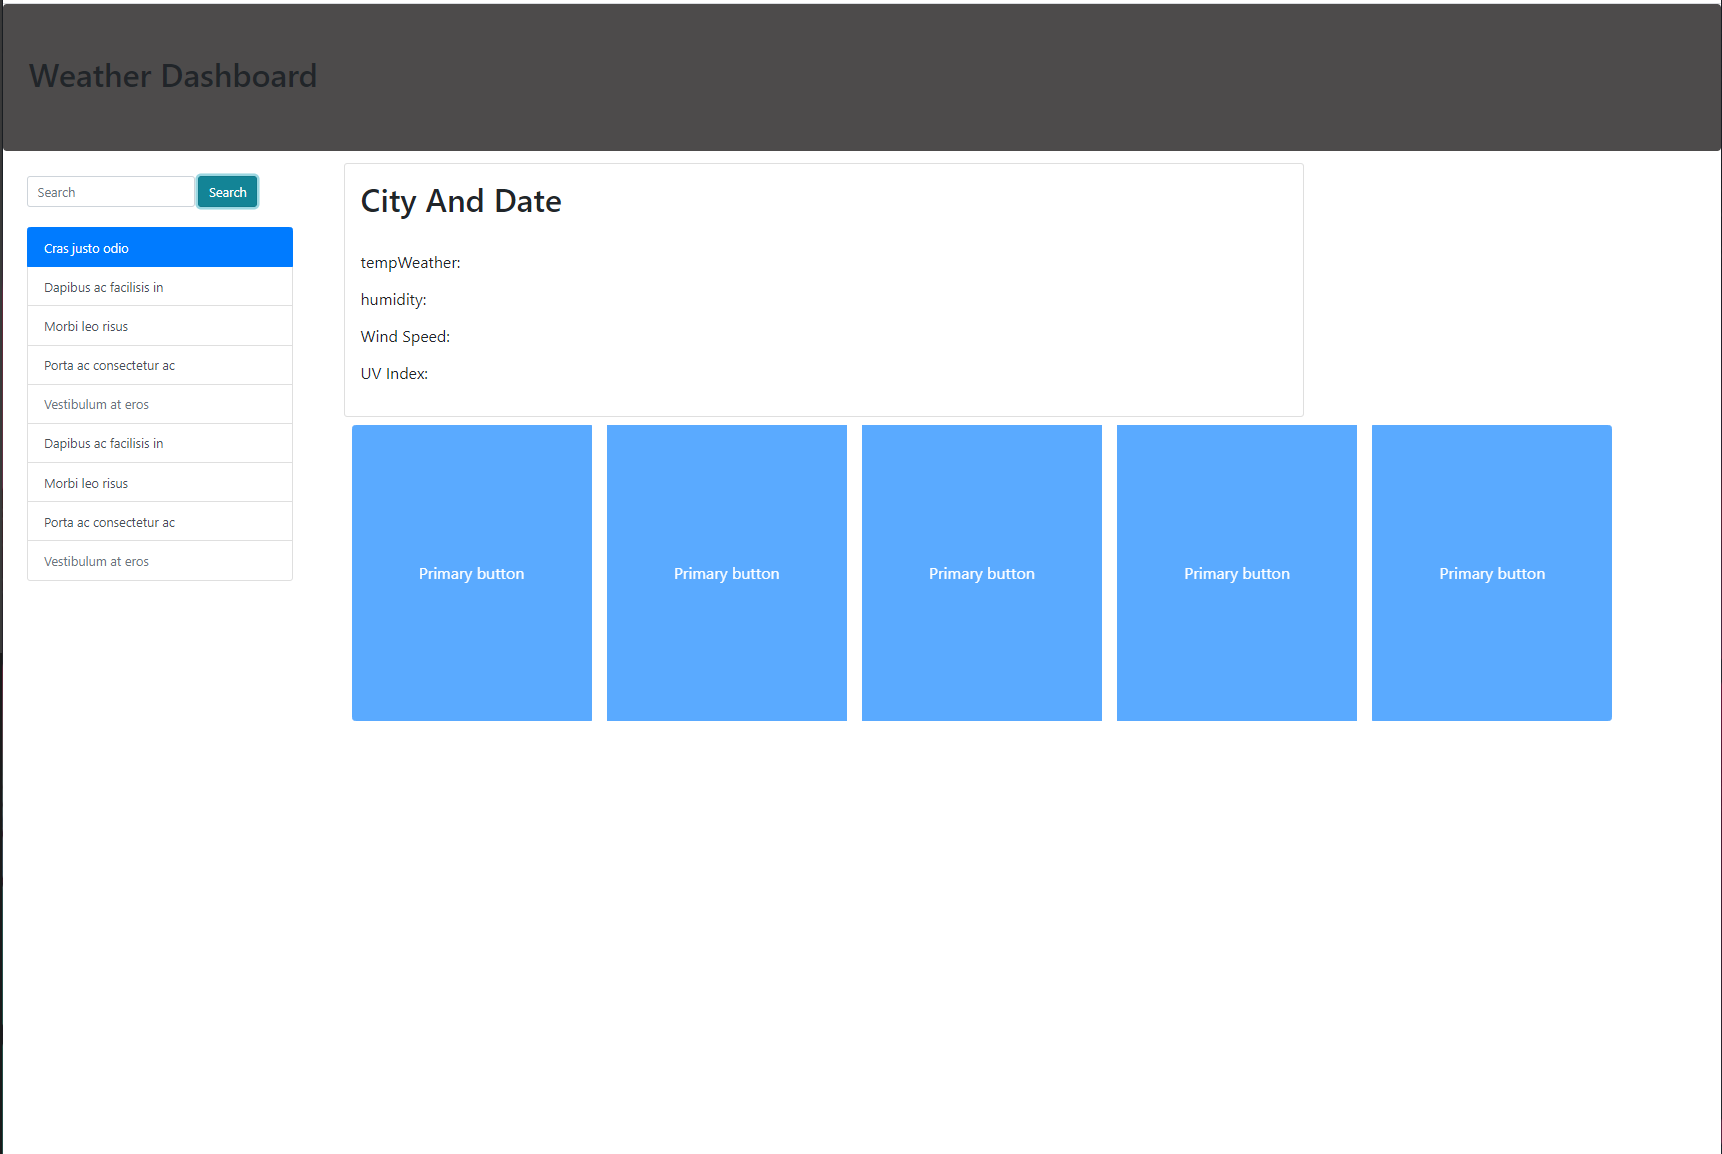 Weather Dashboard
Search
Search
Cras justo odio
Dapibus ac facilisis in
Morbi leo risus
Porta ac consectetur ac
Vestibulum at eros
Dapibus ac facilisis in
Morbi leo risus
Porta ac consectetur ac
Vestibulum at eros
City And Date
tempWeather:
humidity:
Wind Speed:
UV Index:
Primary button
Primary button
Primary button
Primary button
Primary button